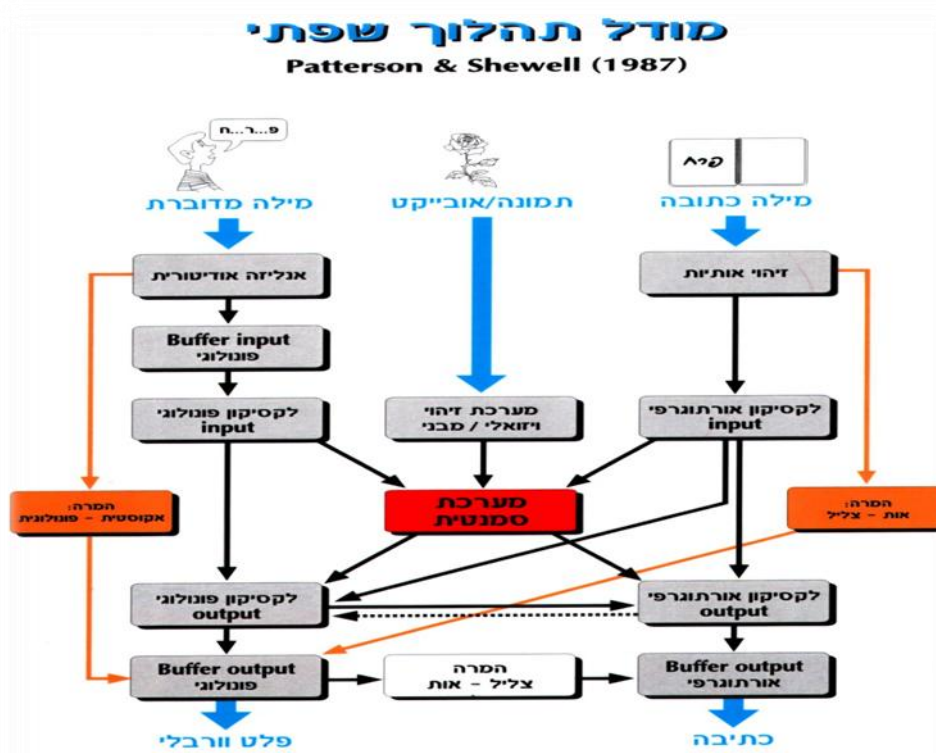 מודל תהלוך שפתי
Patterson & Shewell (1987)
פ...ר...ח
פרח
מילה כתובה
תמונה/אובייקט
מילה מדוברת
זיהוי אותיות
אנליזה אודיטורית
Buffer input
פונולוגי
לקסיקון אורתוגרפי
input
מערכת זיהוי
ויזואלי / מבני
לקסיקון פונולוגי
input
המרה:
אות - צליל
מערכת
סמנטית
המרה:
אקוסטית - פונולוגית
לקסיקון אורתוגרפי
output
לקסיקון פונולוגי
output
Buffer output
אורתוגרפי
המרה
צליל - אות
Buffer output
פונולוגי
כתיבה
פלט וורבלי